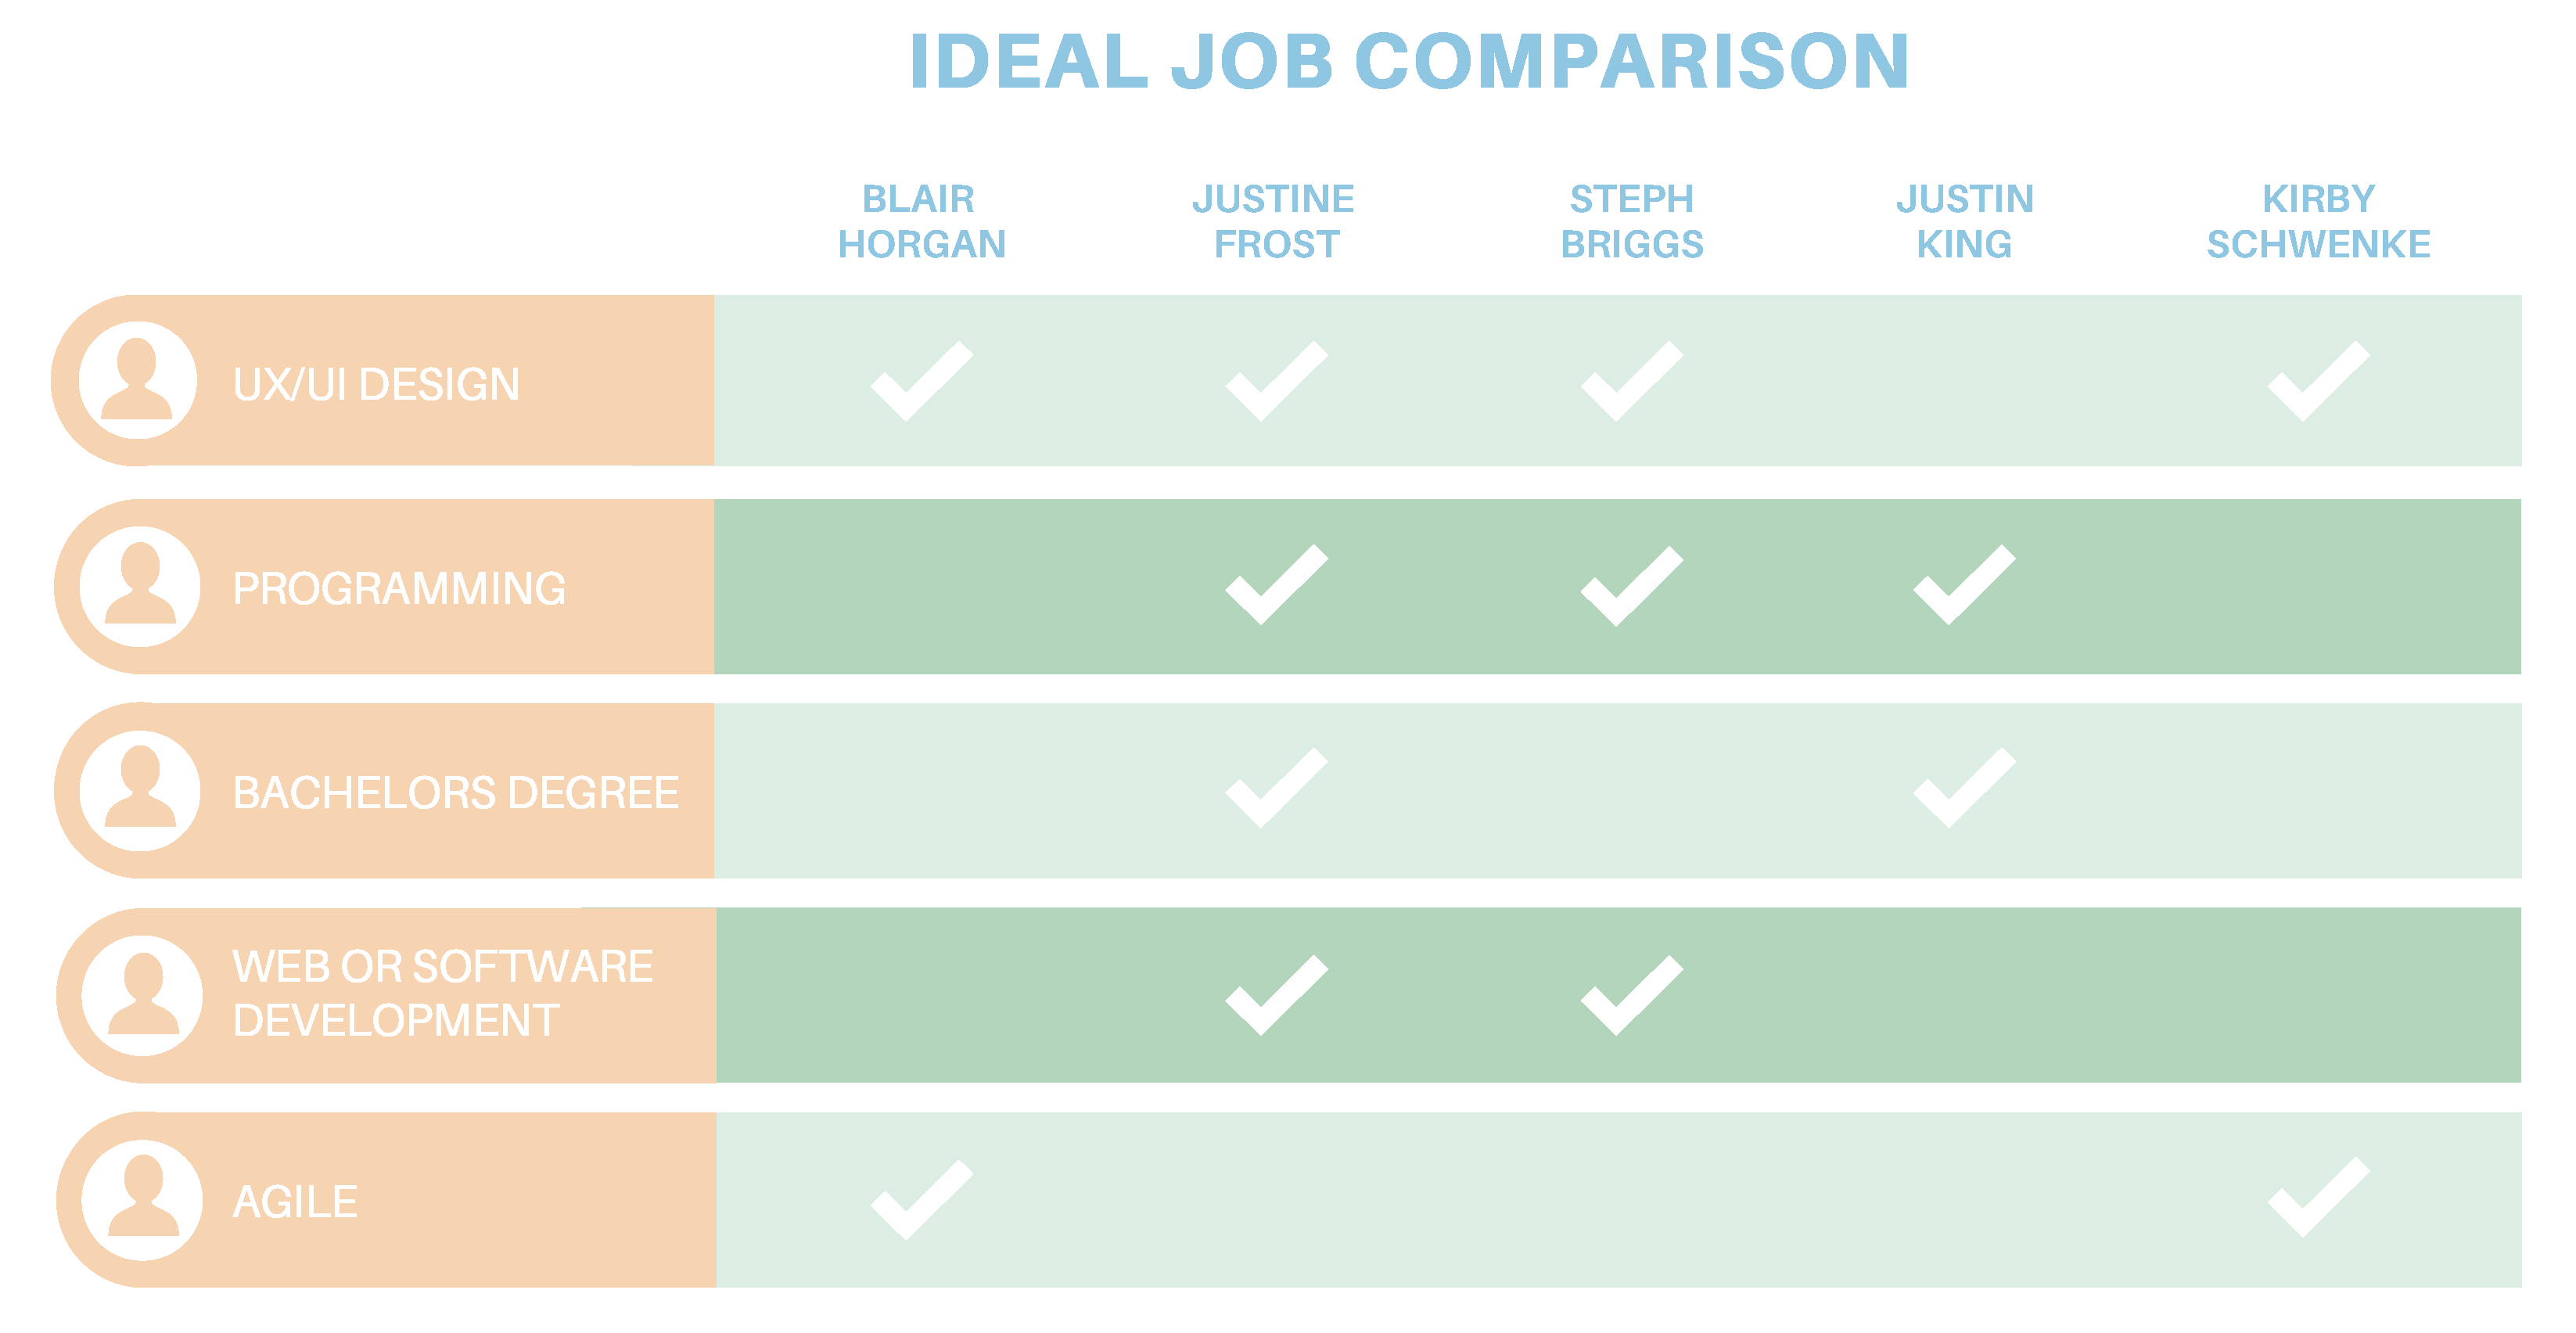 IDEAL JOB COMPARISON
BLAIR
HORGAN
JUSTINE
FROST
STEPH
BRIGGS
JUSTIN
KING
KIRBY
SCHWENKE
UX/UI DESIGN
PROGRAMMING
BACHELORS DEGREE
WEB OR SOFTWARE
DEVELOPMENT
AGILE